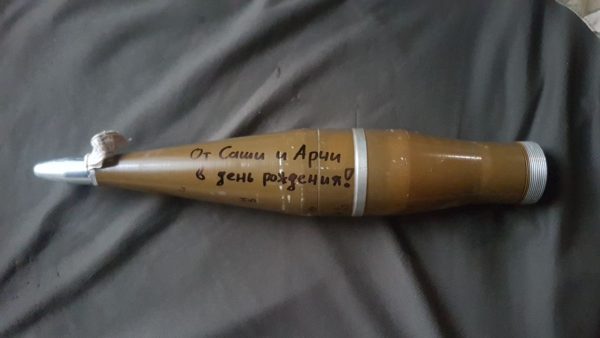 От Саши и Арчи
в день рождения!